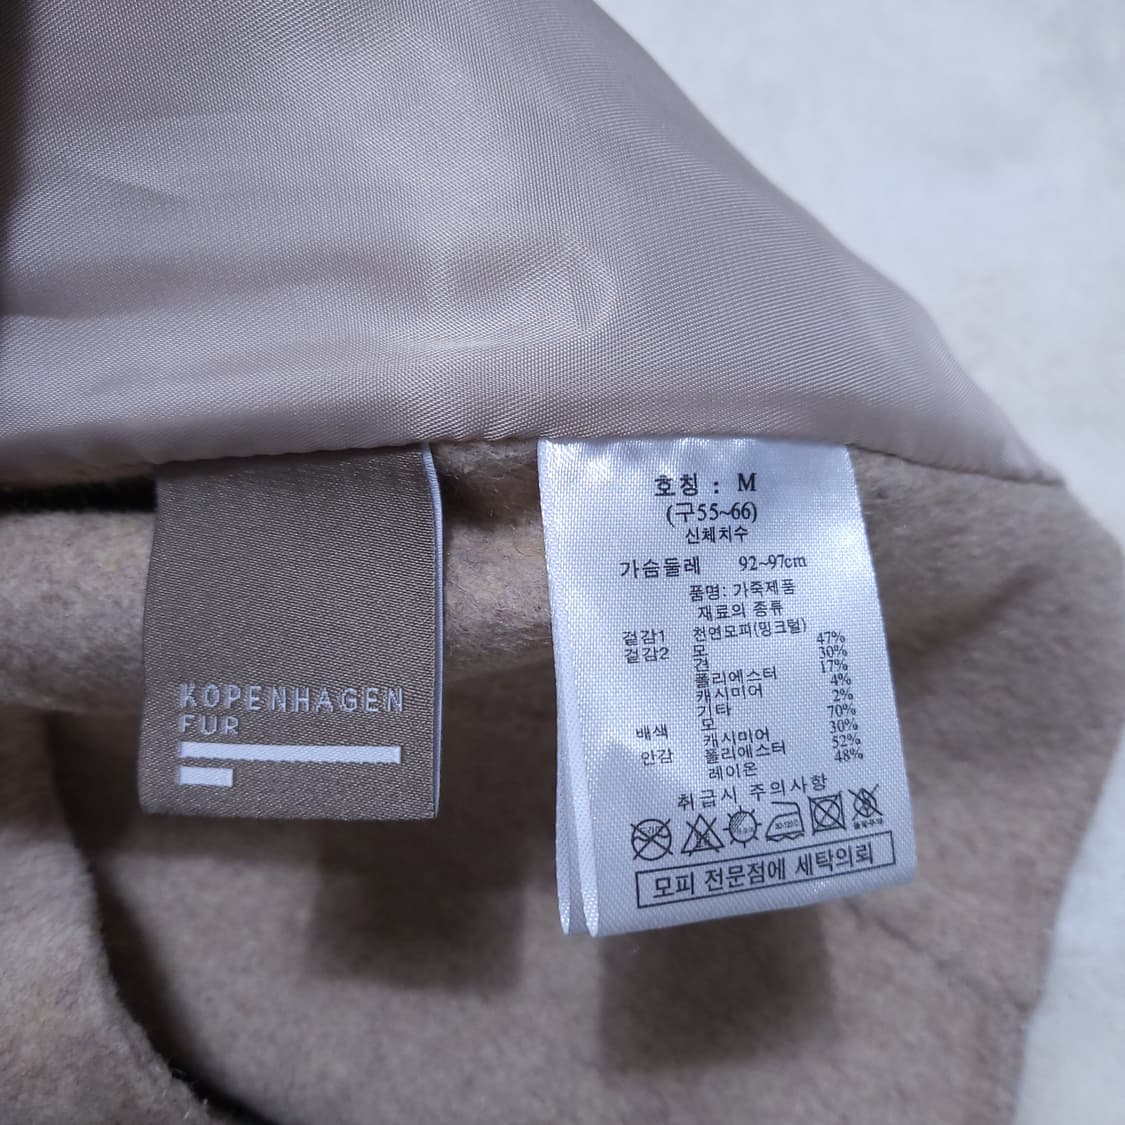 KOPENHAGEN
FUR
호칭 : M
(구55~66)
신체치수
가슴둘레 92~97cm
품명: 가죽제품
재료의 종류
겉감1 천연모피(밍크털)
겉감2 모 47%
견 30%
폴리에스터 17%
캐시미어 4%
기타 2%
배색 모 70%
캐시미어 30%
안감 폴리에스터 52%
레이온 48%
취급시 주의사항
모피 전문점에 세탁의뢰